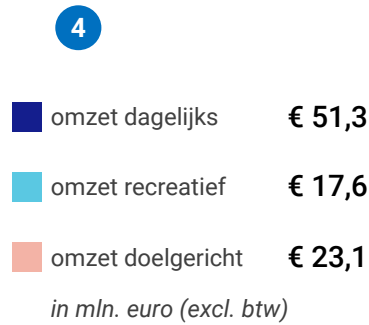 4
omzet dagelijks € 51,3
omzet recreatief € 17,6
omzet doelgericht € 23,1
in mln. euro (excl. btw)